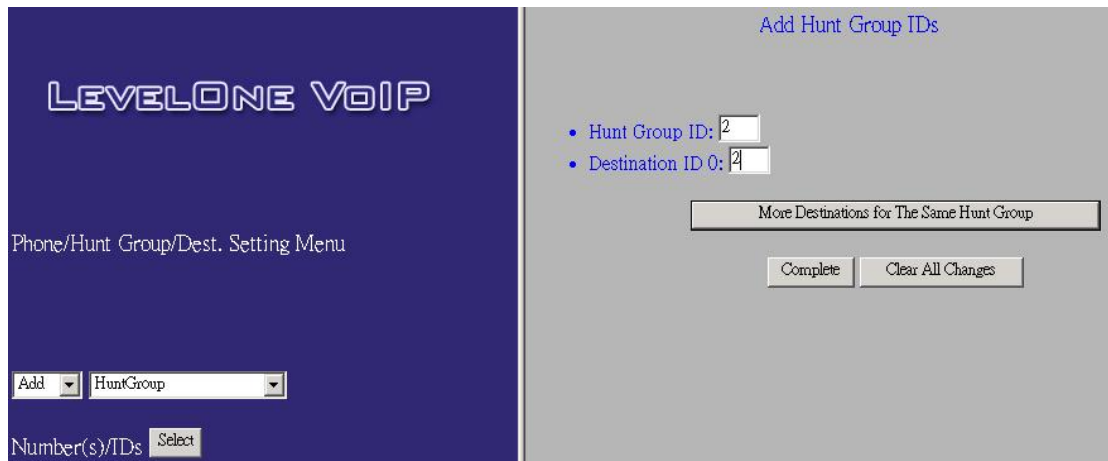 LEVELONE VOIP
Phone/Hunt Group/Dest. Setting Menu
Add HuntGroup
Number(s)/IDs Select
Add Hunt Group IDs
• Hunt Group ID: 2
• Destination ID 0: 2
More Destinations for The Same Hunt Group
Complete Clear All Changes